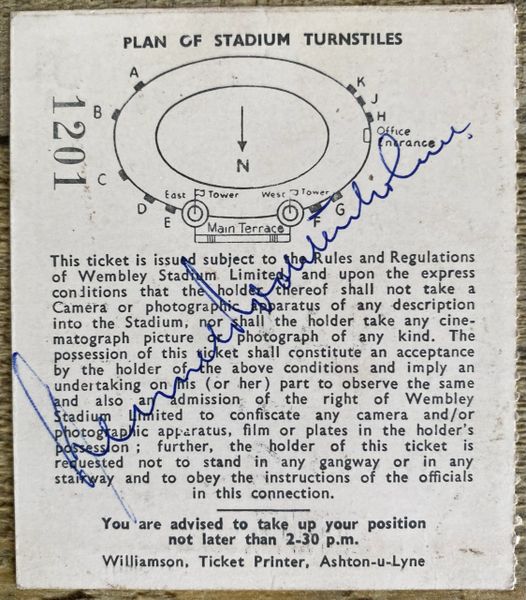 PLAN OF STADIUM TURNSTILES
A
K
J
B
H
1201
Office
Entrance
N
C
East Tower
West Tower
D
G
E
F
Main Terrace
This ticket is issued subject to the Rules and Regulations
of Wembley Stadium Limited and upon the express
conditions that the holder thereof shall not take a
Camera or photographic apparatus of any description
into the Stadium, nor shall the holder take any cine-
matograph picture or photograph of any kind. The
possession of this ticket shall constitute an acceptance
by the holder of the above conditions and imply an
undertaking on his (or her) part to observe the same
and also an admission of the right of Wembley
Stadium Limited to confiscate any camera and/or
photographic apparatus, film or plates in the holder's
possession; further, the holder of this ticket is
requested not to stand in any gangway or in any
stairway and to obey the instructions of the officials
in this connection.
You are advised to take up your position
not later than 2-30 p.m.
Williamson, Ticket Printer, Ashton-u-Lyne
Kenneth Wolstenholme